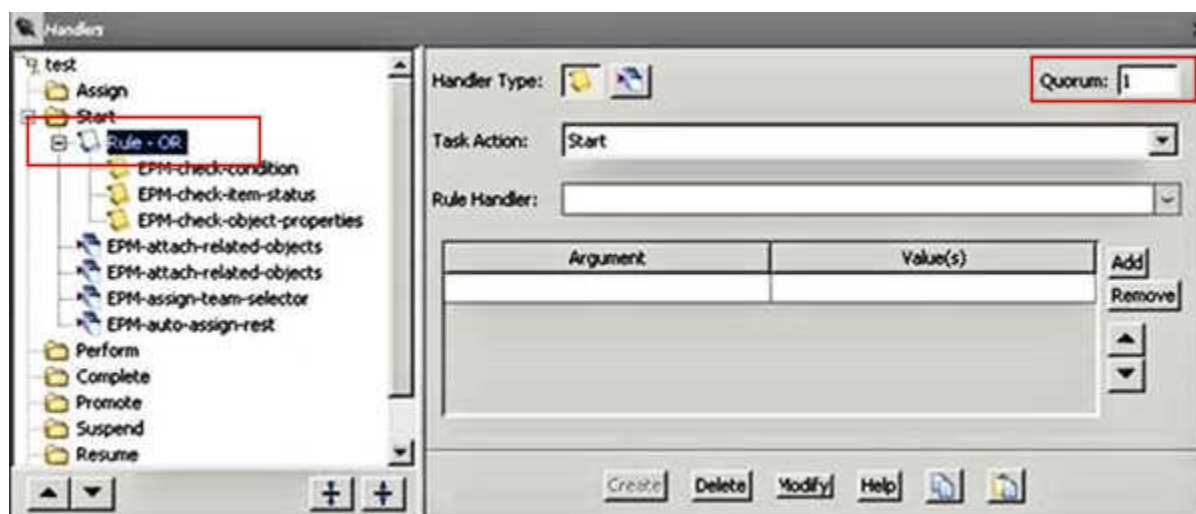 Handlers
test
Assign
Start
Rule - OR
EPM-check-condition
EPM-check-item-status
EPM-check-object-properties
EPM-attach-related-objects
EPM-attach-related-objects
EPM-assign-team-selector
EPM-auto-assign-rest
Perform
Complete
Promote
Suspend
Resume
Handler Type:
Quorum: 1
Task Action: Start
Rule Handler:
Argument Value(s)
Add
Remove
Create Delete Modify Help